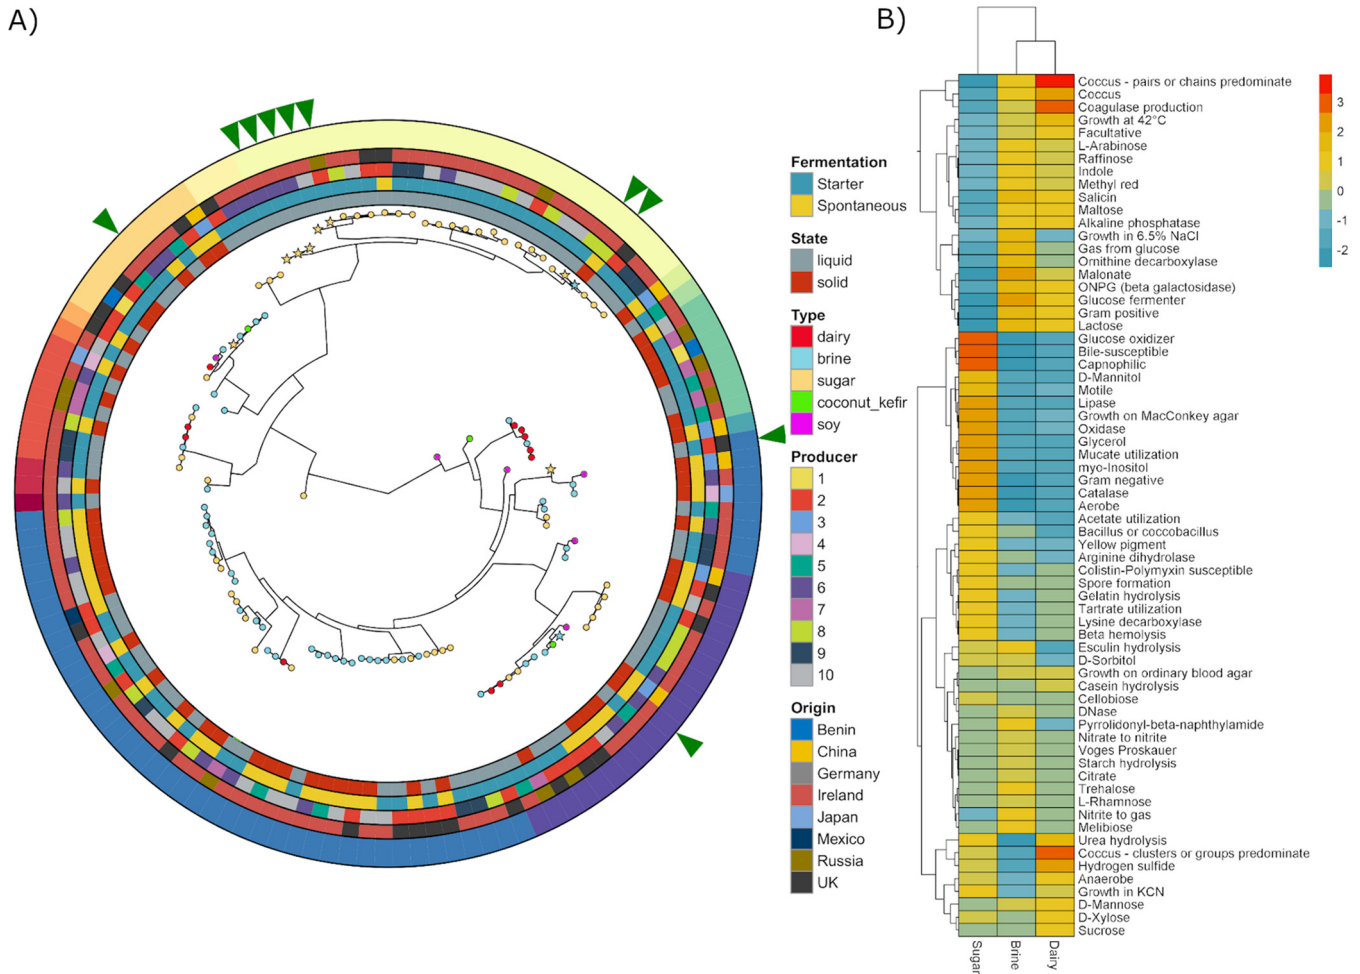 A)
B)
Fermentation
Starter
Spontaneous
State
liquid
solid
Type
dairy
brine
sugar
coconut_kefir
soy
Producer
1
2
3
4
5
6
7
8
9
10
Origin
Benin
China
Germany
Ireland
Japan
Mexico
Russia
UK
Coccus - pairs or chains predominate
Coccus
Coagulase production
Growth at 42°C
Facultative
L-Arabinose
Raffinose
Indole
Methyl red
Salicin
Maltose
Alkaline phosphatase
Growth in 6.5% NaCl
Gas from glucose
Ornithine decarboxylase
Malonate
ONPG (beta galactosidase)
Glucose fermenter
Gram positive
Lactose
Glucose oxidizer
Bile-susceptible
Capnophilic
D-Mannitol
Motile
Lipase
Growth on MacConkey agar
Oxidase
Glycerol
Mucate utilization
myo-Inositol
Gram negative
Catalase
Aerobe
Acetate utilization
Bacillus or coccobacillus
Yellow pigment
Arginine dihydrolase
Colistin-Polymyxin susceptible
Spore formation
Gelatin hydrolysis
Tartrate utilization
Lysine decarboxylase
Beta hemolysis
Esculin hydrolysis
D-Sorbitol
Growth on ordinary blood agar
Casein hydrolysis
Cellobiose
DNase
Pyrrolidonyl-beta-naphthylamide
Nitrate to nitrite
Voges Proskauer
Starch hydrolysis
Citrate
Trehalose
L-Rhamnose
Nitrite to gas
Melibiose
Urea hydrolysis
Coccus - clusters or groups predominate
Hydrogen sulfide
Anaerobe
Growth in KCN
D-Mannose
D-Xylose
Sucrose
Sugar
Brine
Dairy
3
2
1
0
-1
-2